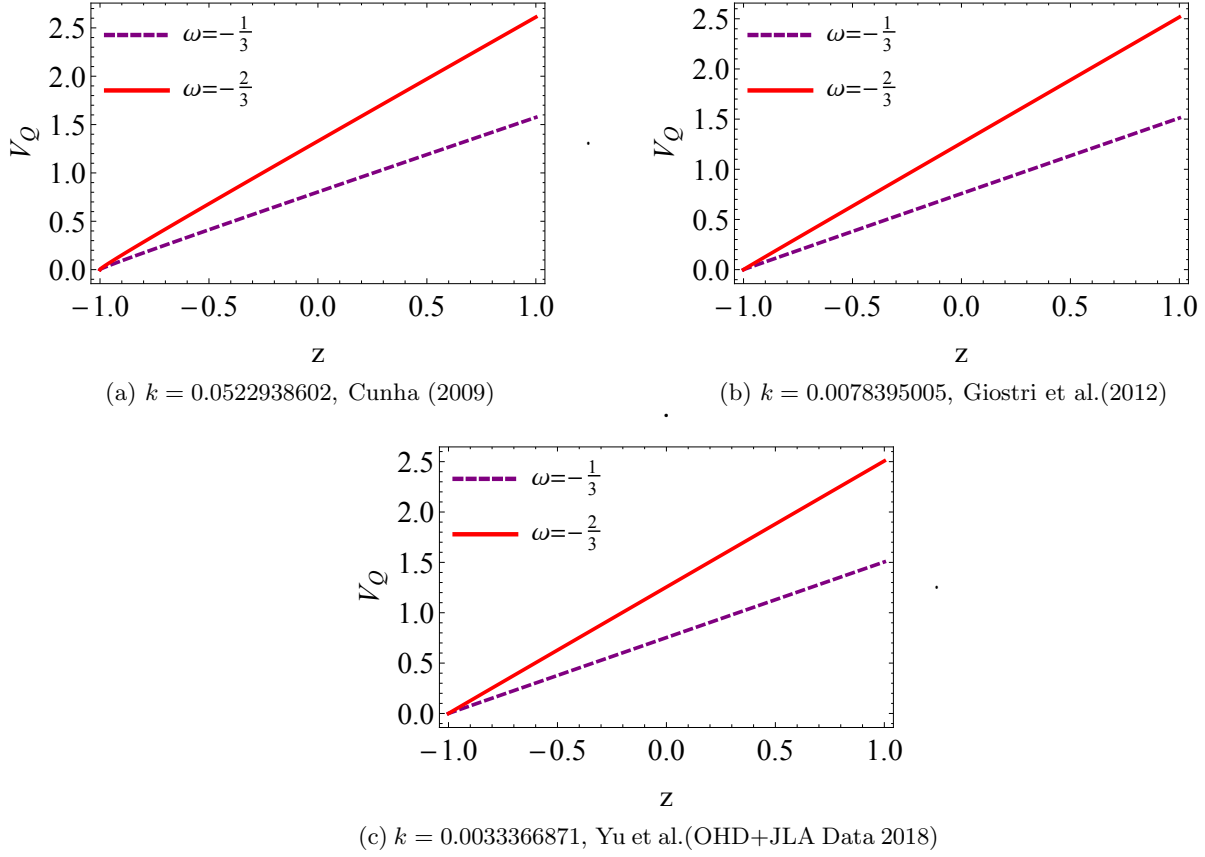 2.5
2.0
1.5
1.0
0.5
0.0
V_Q
ω=−1/3
ω=−2/3
−1.0 −0.5 0.0 0.5 1.0
z
(a) k = 0.0522938602, Cunha (2009)
.
2.5
2.0
1.5
1.0
0.5
0.0
V_Q
ω=−1/3
ω=−2/3
−1.0 −0.5 0.0 0.5 1.0
z
(b) k = 0.0078395005, Giostri et al.(2012)
.
2.5
2.0
1.5
1.0
0.5
0.0
V_Q
ω=−1/3
ω=−2/3
−1.0 −0.5 0.0 0.5 1.0
z
.
(c) k = 0.0033366871, Yu et al.(OHD+JLA Data 2018)